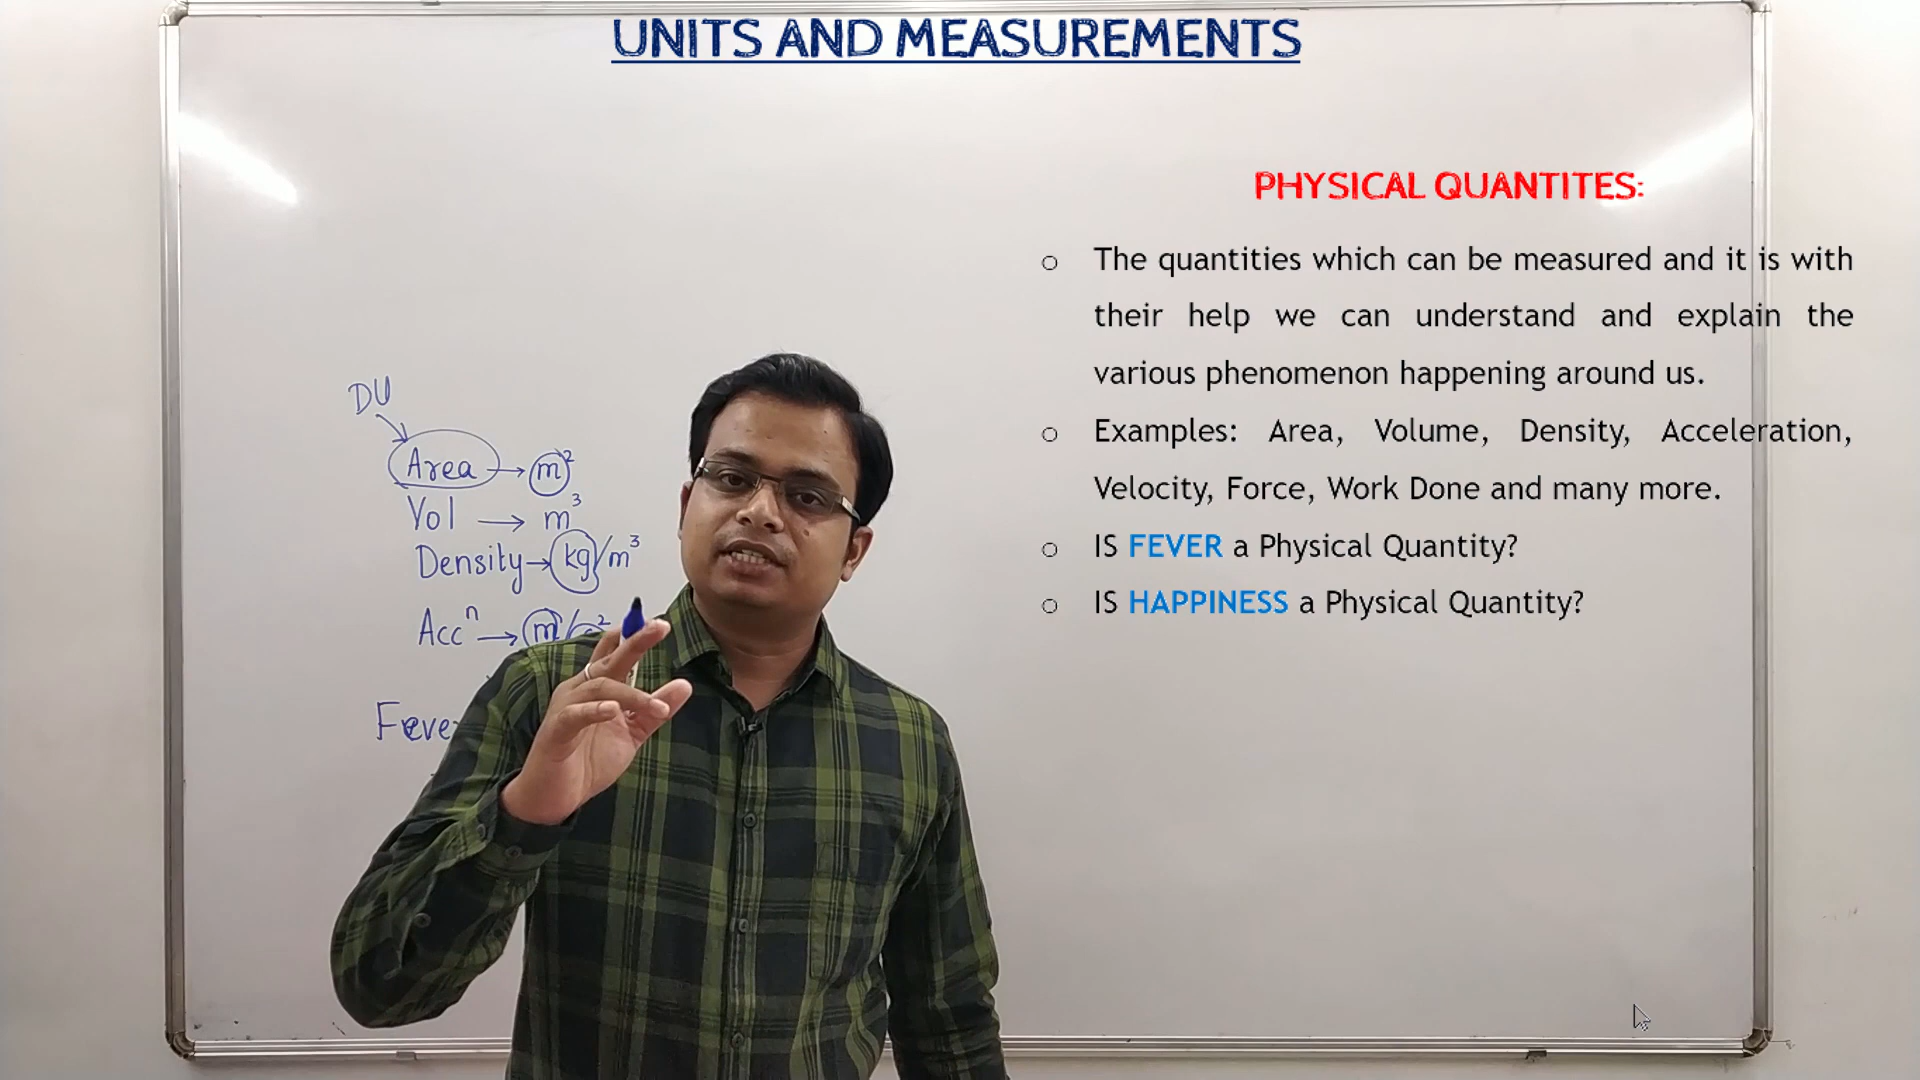 UNITS AND MEASUREMENTS
PHYSICAL QUANTITES:
o The quantities which can be measured and it is with
their help we can understand and explain the
various phenomenon happening around us.
o Examples: Area, Volume, Density, Acceleration,
Velocity, Force, Work Done and many more.
o IS FEVER a Physical Quantity?
o IS HAPPINESS a Physical Quantity?
DU
Area → m²
Vol → m³
Density → kg/m³
Accⁿ → m/s²
Feve